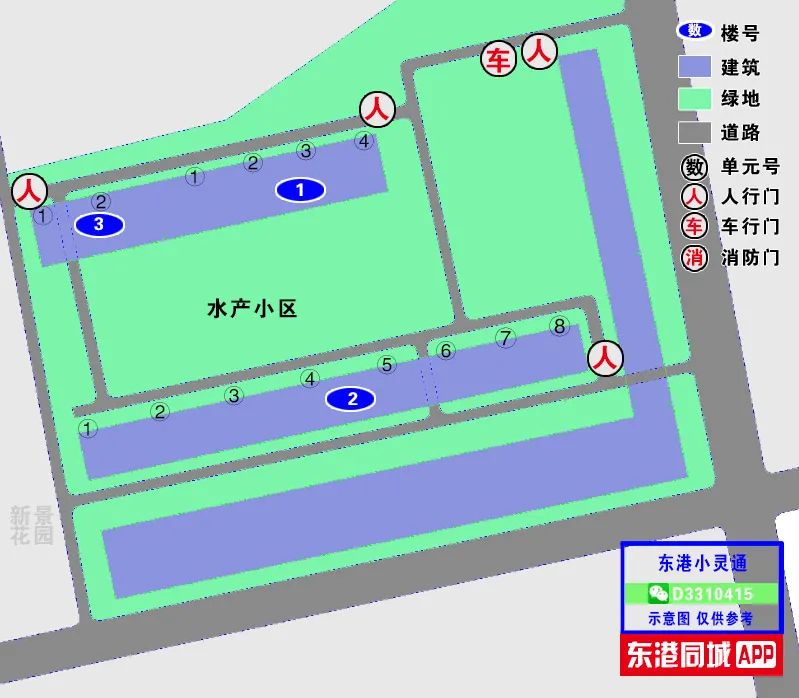 数 楼号
建筑
绿地
道路
数 单元号
人 人行门
车 车行门
消 消防门
车 人
人
人
① ② ① ② ③ ④
3 1
水产小区
人
① ② ③ ④ ⑤ ⑥ ⑦ ⑧
2
新景
花园
东港小灵通
D3310415
示意图 仅供参考
东港同城APP